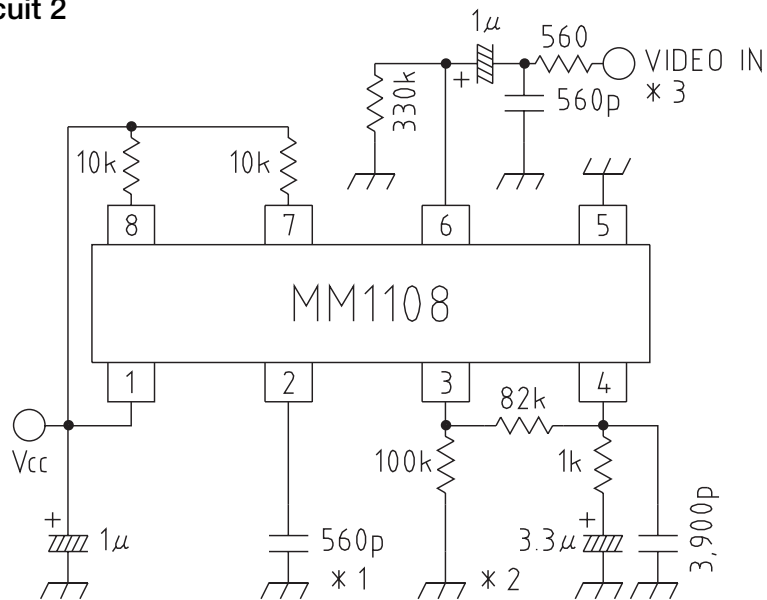 cuit 2
1μ
560
VIDEO IN
* 3
330k
+
560p
10k
10k
8
7
6
5
MM1108
1
2
3
4
82k
Vcc
100k
1k
+
1μ
560p
* 1
* 2
+
3.3μ
3,900p